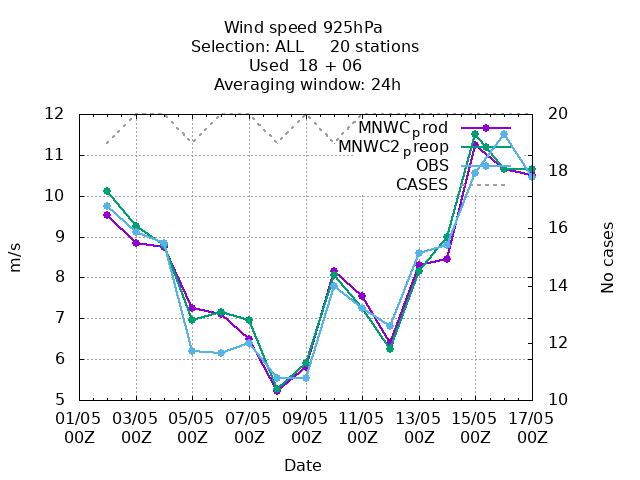 Wind speed 925hPa
Selection: ALL     20 stations
Used  18 + 06
Averaging window: 24h
12 20
MNWCprod
MNWC2preop
OBS
CASES
11 18
10
9 16
8 14
7
6 12
5 10
m/s
No cases
01/05 03/05 05/05 07/05 09/05 11/05 13/05 15/05 17/05
00Z 00Z 00Z 00Z 00Z 00Z 00Z 00Z 00Z
Date